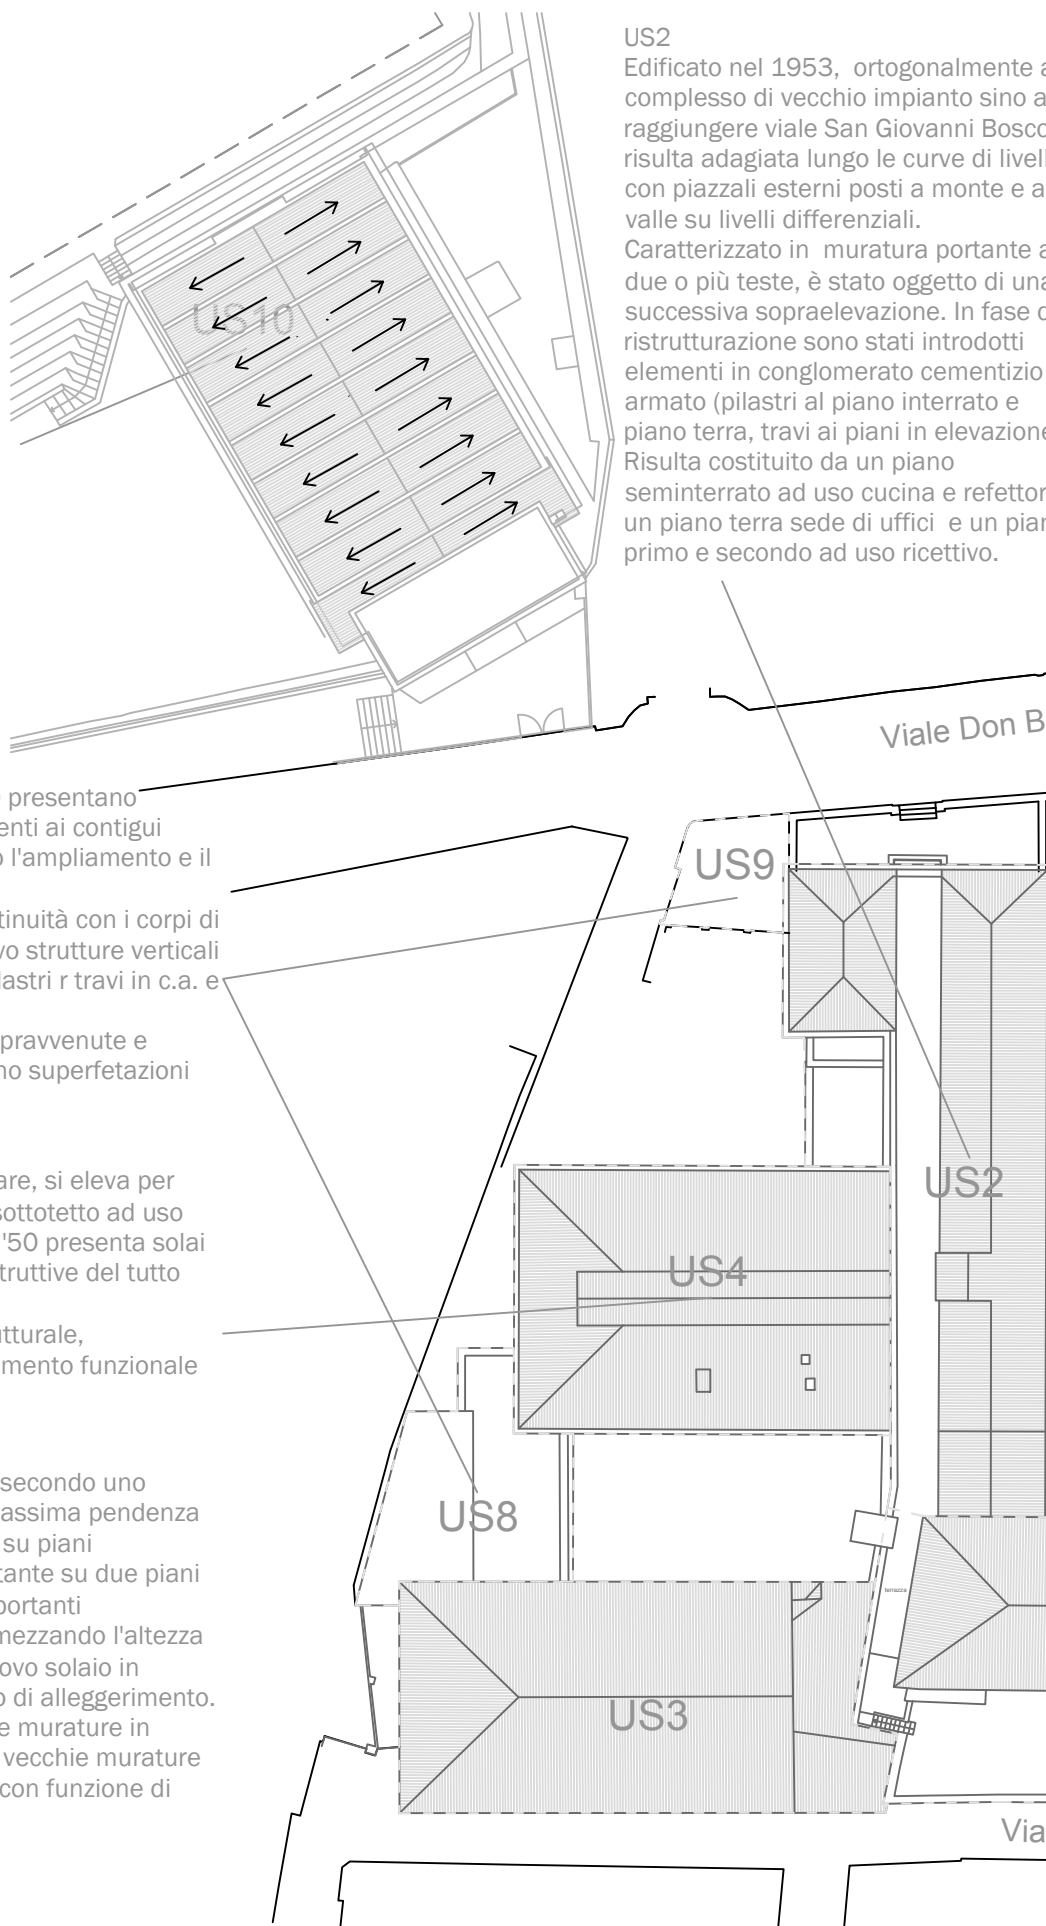 US2
Edificato nel 1953, ortogonalmente a
complesso di vecchio impianto sino a
raggiungere viale San Giovanni Bosco
risulta adagiata lungo le curve di livell
con piazzali esterni posti a monte e a
valle su livelli differenziali.
Caratterizzato in muratura portante a
due o più teste, è stato oggetto di una
successiva sopraelevazione. In fase d
ristrutturazione sono stati introdotti
elementi in conglomerato cementizio
armato (pilastri al piano interrato e
piano terra, travi ai piani in elevazione
Risulta costituito da un piano
seminterrato ad uso cucina e refettor
un piano terra sede di uffici e un pian
primo e secondo ad uso ricettivo.
US10
Viale Don B
presentano
enti ai contigui
o l'ampliamento e il
tinuità con i corpi di
vo strutture verticali
lastri r travi in c.a. e
pravvenute e
no superfetazioni
are, si eleva per
sottotetto ad uso
'50 presenta solai
truttive del tutto
utturale,
mento funzionale
secondo uno
assima pendenza
su piani
tante su due piani
portanti
mezzando l'altezza
ovo solaio in
o di alleggerimento.
e murature in
vecchie murature
con funzione di
US9
US2
US4
US8
terrazza
US3
Via